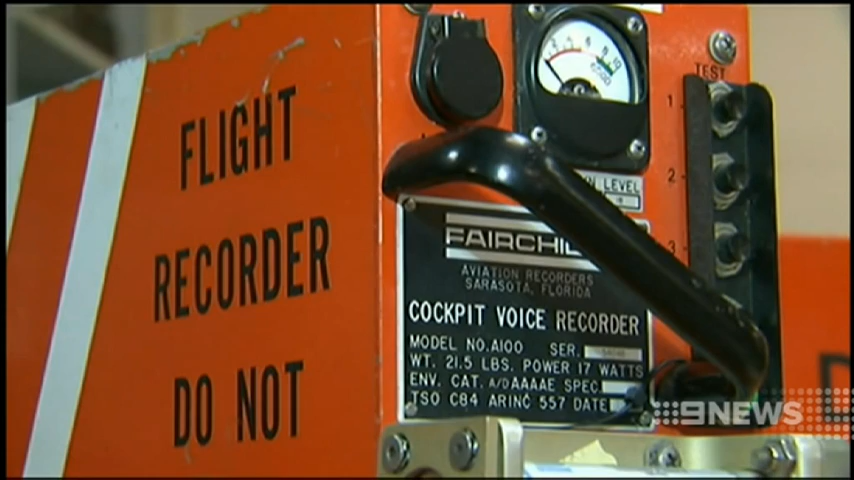 FLIGHT
RECORDER
DO NOT
TEST
1
2
3
LEVEL
FAIRCHIL
AVIATION RECORDERS
SARASOTA, FLORIDA
COCKPIT VOICE RECORDER
MODEL NO. A100 SER.
WT. 21.5 LBS. POWER 17 WATTS
ENV. CAT. A/DAAAAE SPEC.
TSO C84 ARINC 557 DATE
9NEWS